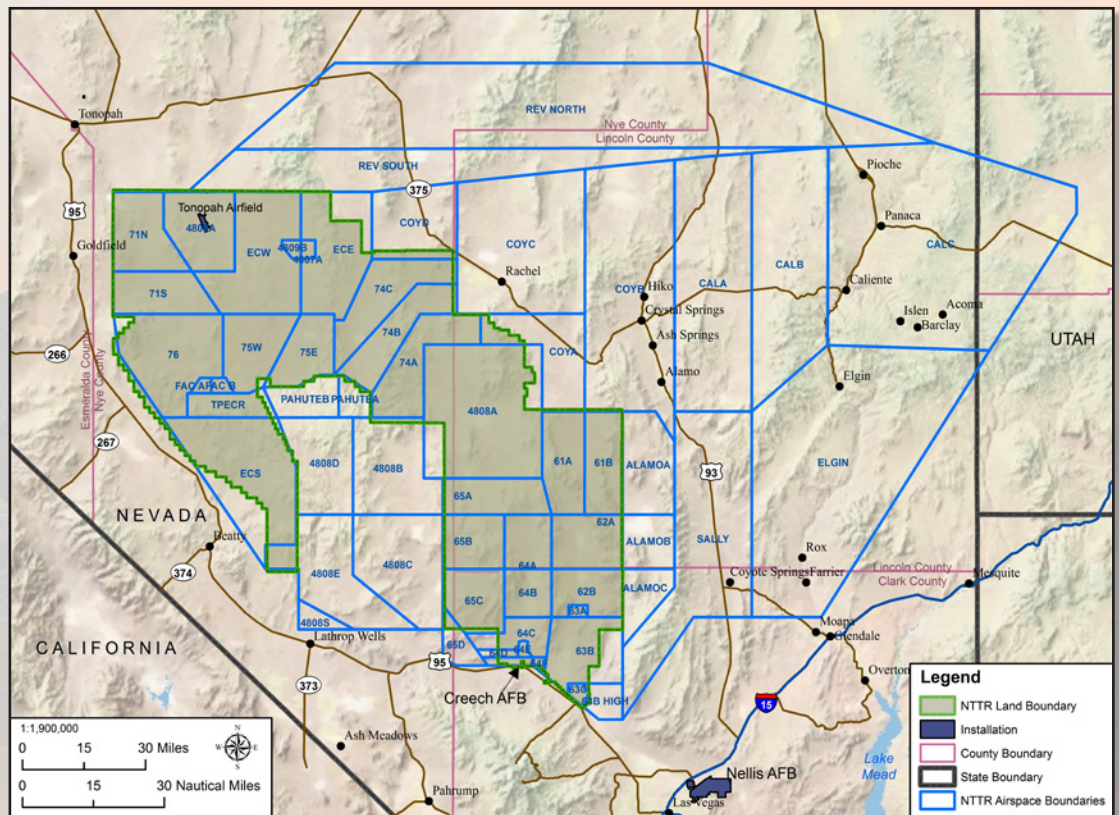 REV NORTH
Nye County
Lincoln County
Tonopah
REV SOUTH
375
Pioche
95
Tonopah Airfield
71N
COYD
Panaca
Goldfield
ECW
4809B
ECE
COYC
CALC
4807A
CALB
Rachel
74C
COYB
Hiko
CALA
Caliente
71S
Crystal Springs
Islen
Acoma
Barclay
74B
Ash Springs
UTAH
266
76
75W
75E
74A
COYA
Esmeralda County
Nye County
Alamo
FAC A
FAC B
Elgin
TPECR
PAHUTEB
PAHUTEA
4808A
267
ECS
4808D
4808B
61A
61B
ALAMOA
ELGIN
93
65A
NEVADA
62A
Beatty
65B
ALAMOB
SALLY
Rox
374
4808E
4808C
64A
Lincoln County
Clark County
Coyote Springs
Farrier
Mesquite
65C
64B
62B
ALAMOC
63A
4808S
Moapa
Glendale
CALIFORNIA
Lathrop Wells
65D
64C
63B
95
Overton
373
Creech AFB
63C
63B HIGH
15
1:1,900,000
0 15 30 Miles
0 15 30 Nautical Miles
N
W
E
S
Ash Meadows
Pahrump
Nellis AFB
Las Vegas
Lake
Mead
Legend
NTTR Land Boundary
Installation
County Boundary
State Boundary
NTTR Airspace Boundaries